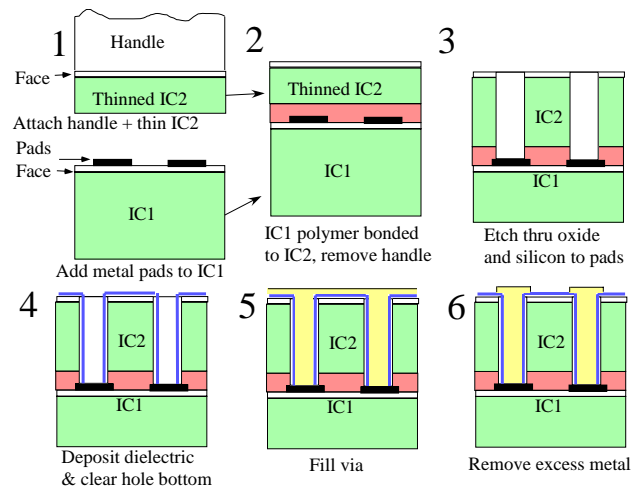 1
Handle
Face
Thinned IC2
Attach handle + thin IC2
Pads
Face
IC1
Add metal pads to IC1
2
Thinned IC2
IC1
IC1 polymer bonded
to IC2, remove handle
3
IC2
IC1
Etch thru oxide
and silicon to pads
4
IC2
IC1
Deposit dielectric
& clear hole bottom
5
IC2
IC1
Fill via
6
IC2
IC1
Remove excess metal